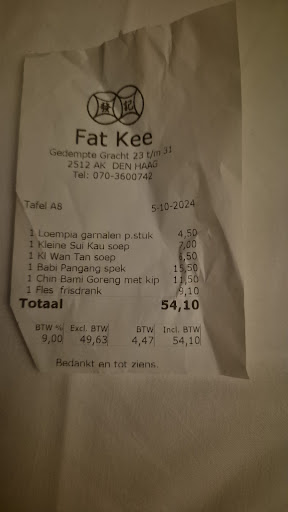 發 記
Fat Kee
Gedempte Gracht 23 t/m 31
2512 AK DEN HAAG
Tel: 070-3600742
Tafel A8 5-10-2024
1 Loempia garnalen p.stuk 4,50
1 Kleine Sui Kau soep 7,00
1 Kl Wan Tan soep 6,50
1 Babi Pangang spek 15,50
1 Chin Bami Goreng met kip 11,50
1 Fles frisdrank 9,10
Totaal 54,10
BTW % Excl. BTW BTW Incl. BTW
9,00 49,63 4,47 54,10
Bedankt en tot ziens.